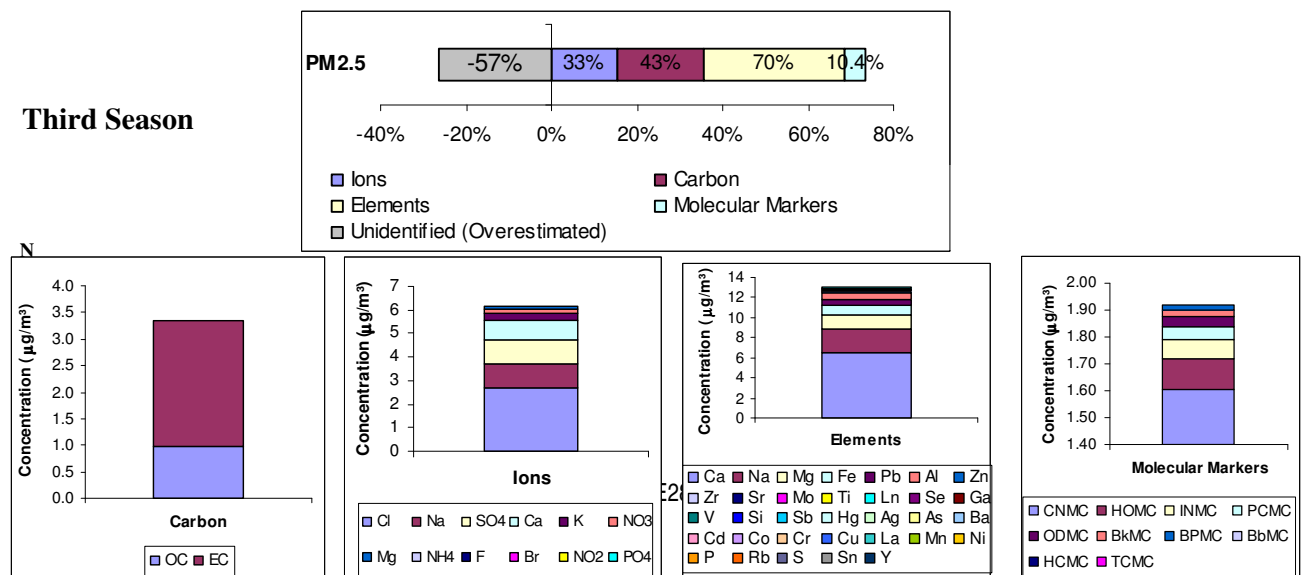 PM2.5
-57% 33% 43% 70% 10.4%
Third Season
-40% -20% 0% 20% 40% 60% 80%
Ions Carbon
Elements Molecular Markers
Unidentified (Overestimated)
N
Concentration (µg/m³)
4.0
3.5
3.0
2.5
2.0
1.5
1.0
0.5
0.0
Carbon
OC EC
Concentration (µg/m³)
7
6
5
4
3
2
1
0
Ions
Cl Na SO4 Ca K NO3
Mg NH4 F Br NO2 PO4
Concentration (µg/m³)
14
12
10
8
6
4
2
0
Elements
Ca Na Mg Fe Pb Al Zn
Zr Sr Mo Ti Ln Se Ga
V Si Sb Hg Ag As Ba
Cd Co Cr Cu La Mn Ni
P Rb S Sn Y
Concentration (µg/m³)
2.00
1.90
1.80
1.70
1.60
1.50
1.40
Molecular Markers
CNMC HOMC INMC PCMC
ODMC BkMC BPMC BbMC
HCMC TCMC